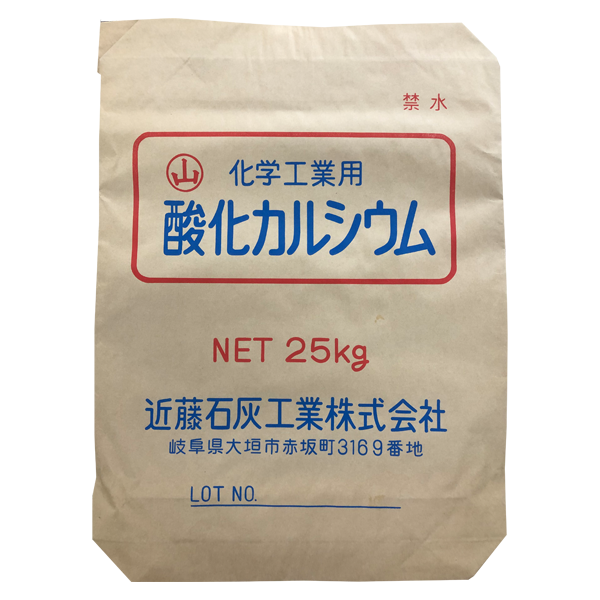 禁水
山 化学工業用
酸化カルシウム
NET 25kg
近藤石灰工業株式会社
岐阜県大垣市赤坂町3169番地
LOT NO.